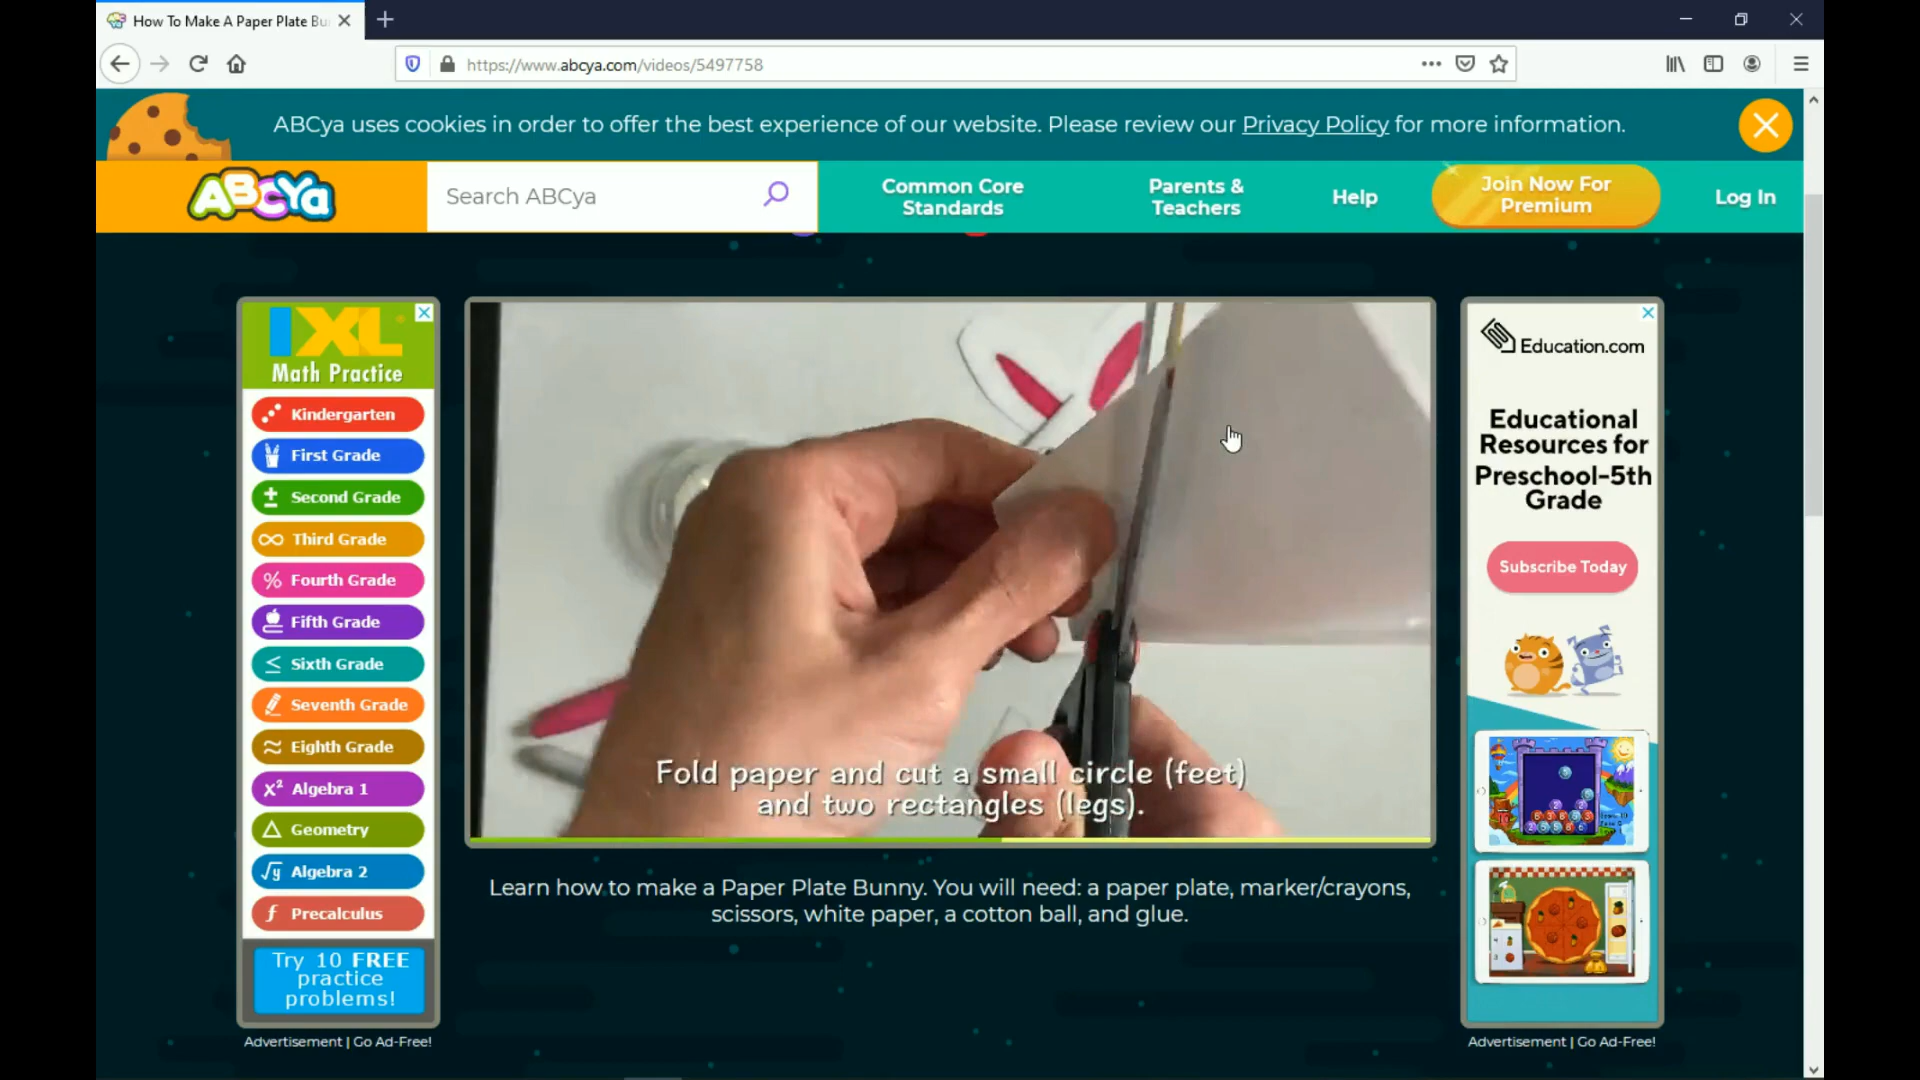 How To Make A Paper Plate Bu
https://www.abcya.com/videos/5497758
ABCya uses cookies in order to offer the best experience of our website. Please review our Privacy Policy for more information.
ABCYa
Search ABCya
Common Core
Standards
Parents &
Teachers
Help
Join Now For
Premium
Log In
IXL
Math Practice
Kindergarten
First Grade
Second Grade
Third Grade
Fourth Grade
Fifth Grade
Sixth Grade
Seventh Grade
Eighth Grade
x² Algebra 1
Geometry
√y Algebra 2
f Precalculus
Try 10 FREE
practice
problems!
Advertisement | Go Ad-Free!
Fold paper and cut a small circle (feet)
and two rectangles (legs).
Learn how to make a Paper Plate Bunny. You will need: a paper plate, marker/crayons,
scissors, white paper, a cotton ball, and glue.
Education.com
Educational
Resources for
Preschool-5th
Grade
Subscribe Today
Advertisement | Go Ad-Free!